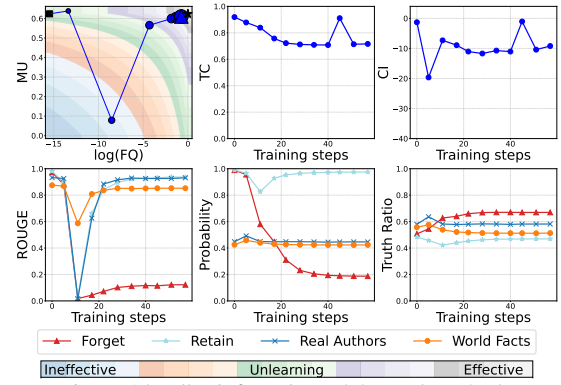 MU
0.6
0.5
0.4
0.3
0.2
0.1
0.0
−15 −10 −5 0
log(FQ)
TC
1.0
0.8
0.6
0.4
0.2
0.0
0 20 40
Training steps
CI
0
−10
−20
−30
−40
0 20 40
Training steps
ROUGE
1.0
0.8
0.6
0.4
0.2
0.0
0 20 40
Training steps
Probability
1.0
0.8
0.6
0.4
0.2
0.0
0 20 40
Training steps
Truth Ratio
1.0
0.8
0.6
0.4
0.2
0.0
0 20 40
Training steps
Forget Retain Real Authors World Facts
Ineffective Unlearning Effective